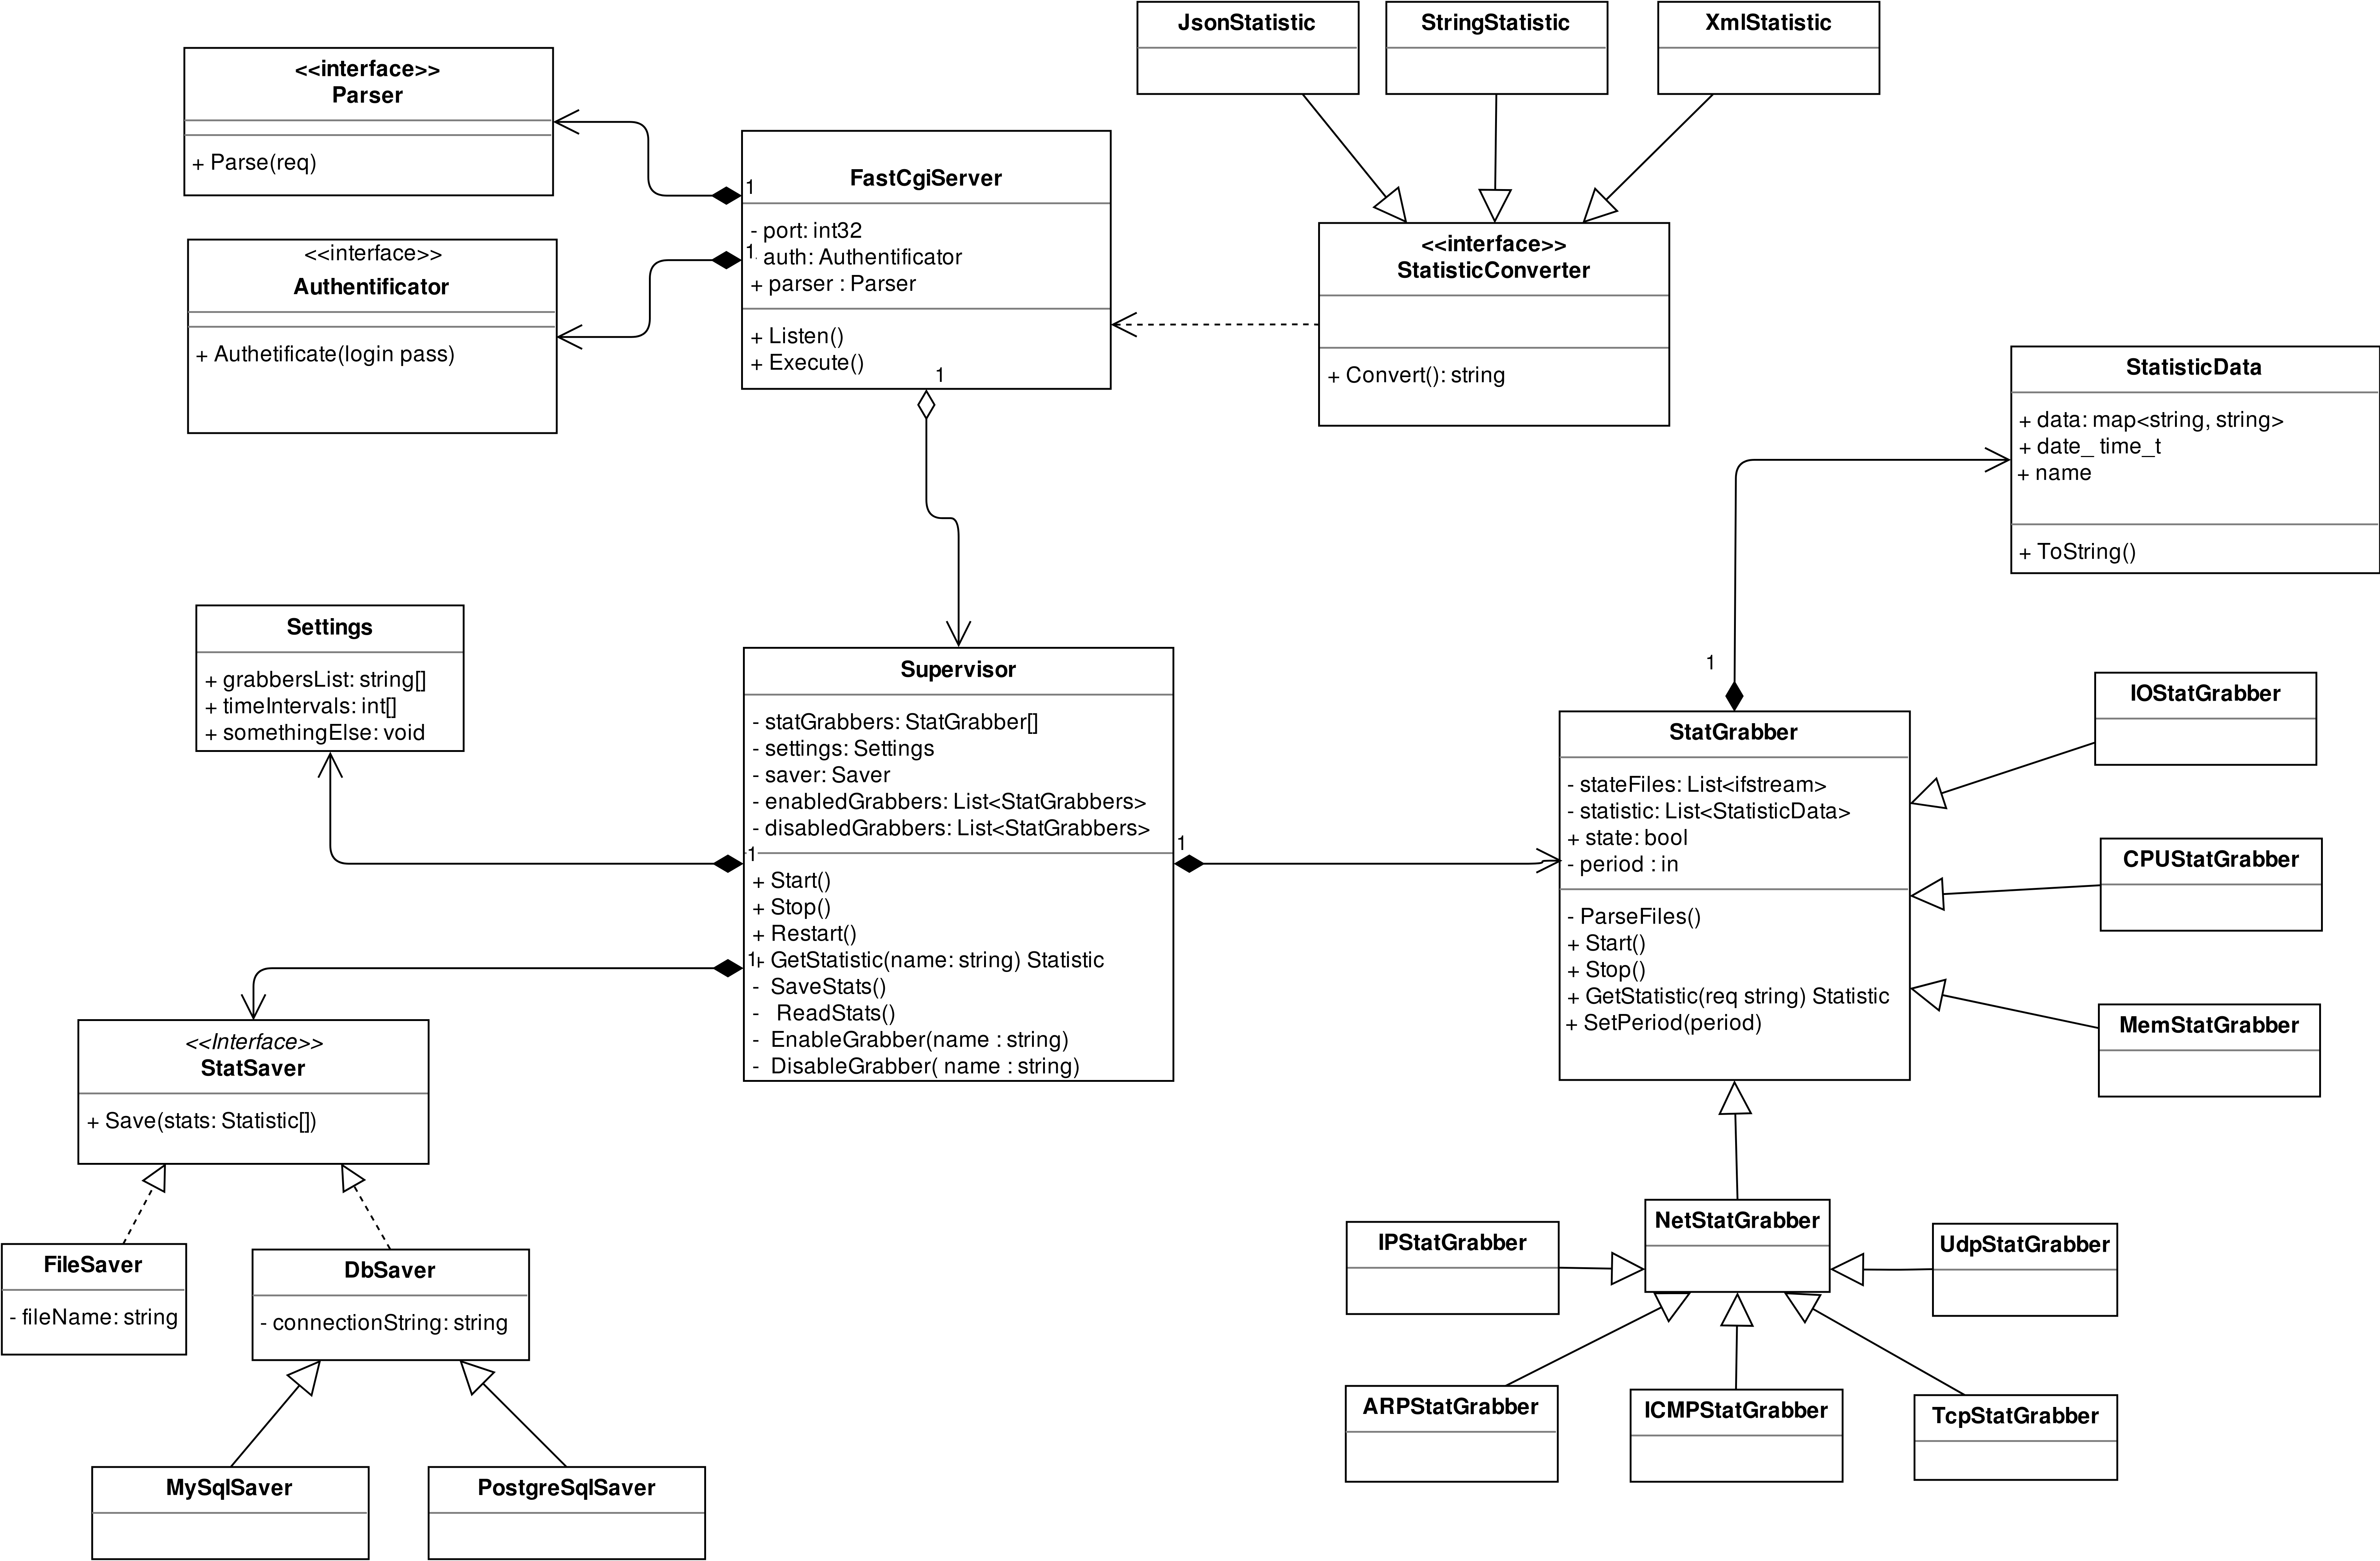 JsonStatistic
StringStatistic
XmlStatistic
<<interface>>
Parser
+ Parse(req)
1
FastCgiServer
- port: int32
1 auth: Authentificator
+ parser : Parser
+ Listen()
+ Execute()
1
<<interface>>
Authentificator
+ Authetificate(login pass)
<<interface>>
StatisticConverter
+ Convert(): string
StatisticData
+ data: map<string, string>
+ date_ time_t
+ name
+ ToString()
Settings
+ grabbersList: string[]
+ timeIntervals: int[]
+ somethingElse: void
Supervisor
- statGrabbers: StatGrabber[]
- settings: Settings
- saver: Saver
- enabledGrabbers: List<StatGrabbers>
- disabledGrabbers: List<StatGrabbers>
1
1
+ Start()
+ Stop()
+ Restart()
1
+ GetStatistic(name: string) Statistic
- SaveStats()
- ReadStats()
- EnableGrabber(name : string)
- DisableGrabber( name : string)
1
StatGrabber
- stateFiles: List<ifstream>
- statistic: List<StatisticData>
+ state: bool
- period : in
- ParseFiles()
+ Start()
+ Stop()
+ GetStatistic(req string) Statistic
+ SetPeriod(period)
IOStatGrabber
CPUStatGrabber
MemStatGrabber
<<Interface>>
StatSaver
+ Save(stats: Statistic[])
FileSaver
- fileName: string
DbSaver
- connectionString: string
MySqlSaver
PostgreSqlSaver
IPStatGrabber
NetStatGrabber
UdpStatGrabber
ARPStatGrabber
ICMPStatGrabber
TcpStatGrabber